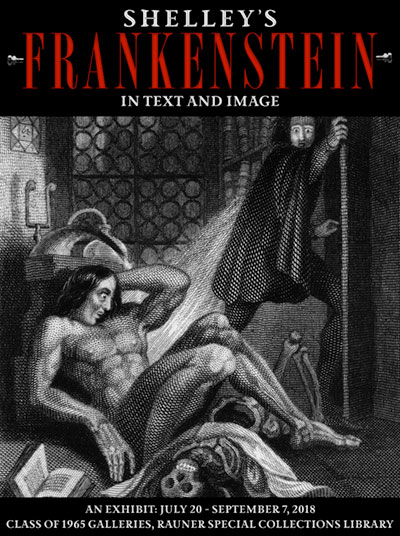 SHELLEY'S
FRANKENSTEIN
IN TEXT AND IMAGE
AN EXHIBIT: JULY 20 - SEPTEMBER 7, 2018
CLASS OF 1965 GALLERIES, RAUNER SPECIAL COLLECTIONS LIBRARY